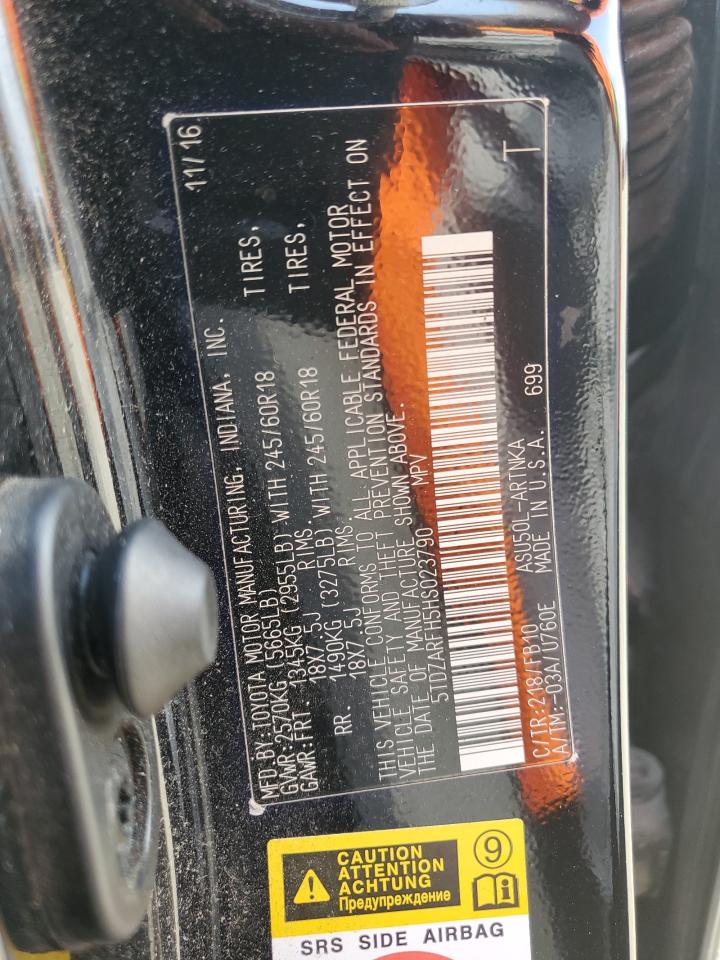 MFD.BY:TOYOTA MOTOR MANUFACTURING, INDIANA, INC. 11/16
GVWR:2570KG (5665LB)
GAWR:FRT. 1345KG (2955LB) WITH 245/60R18 TIRES,
18X7.5J RIMS.
RR. 1490KG (3275LB) WITH 245/60R18 TIRES,
18X7.5J RIMS.
THIS VEHICLE CONFORMS TO ALL APPLICABLE FEDERAL MOTOR
VEHICLE SAFETY AND THEFT PREVENTION STANDARDS IN EFFECT ON
THE DATE OF MANUFACTURE SHOWN ABOVE.
5TDZARFH5HS023790 MPV
C/TR:218/FB10 ASU50L-ARTNKA T
A/TM:-03A/U760E MADE IN U.S.A. 699
CAUTION
ATTENTION
ACHTUNG
Предупреждение
9
i
SRS SIDE AIRBAG